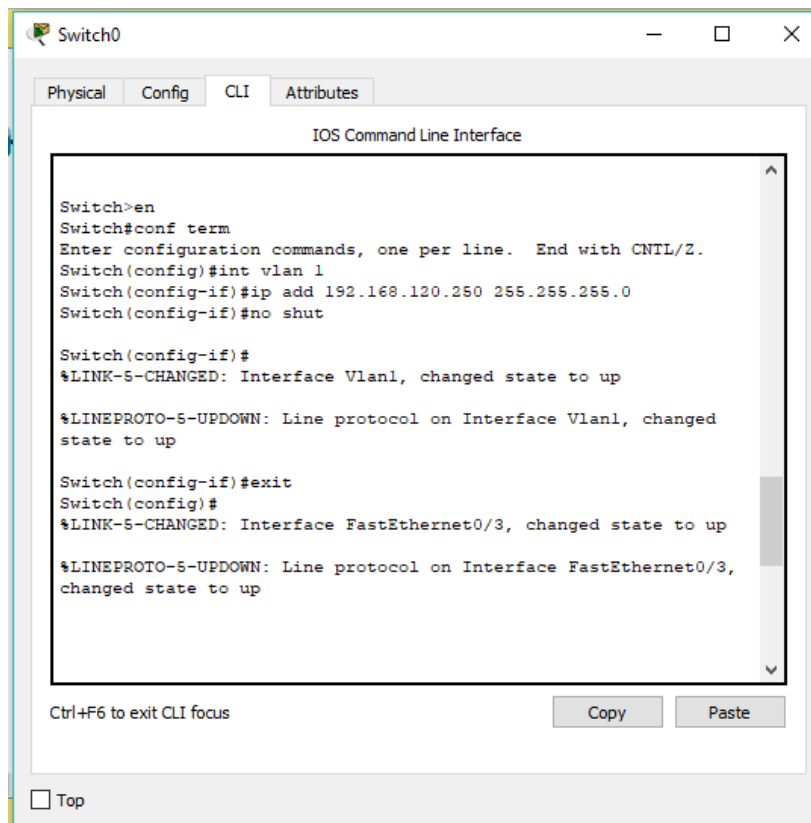 Switch0
Physical Config CLI Attributes
IOS Command Line Interface
Switch>en
Switch#conf term
Enter configuration commands, one per line.  End with CNTL/Z.
Switch(config)#int vlan 1
Switch(config-if)#ip add 192.168.120.250 255.255.255.0
Switch(config-if)#no shut
Switch(config-if)#
%LINK-5-CHANGED: Interface Vlan1, changed state to up
%LINEPROTO-5-UPDOWN: Line protocol on Interface Vlan1, changed
state to up
Switch(config-if)#exit
Switch(config)#
%LINK-5-CHANGED: Interface FastEthernet0/3, changed state to up
%LINEPROTO-5-UPDOWN: Line protocol on Interface FastEthernet0/3,
changed state to up
Ctrl+F6 to exit CLI focus
Copy Paste
Top